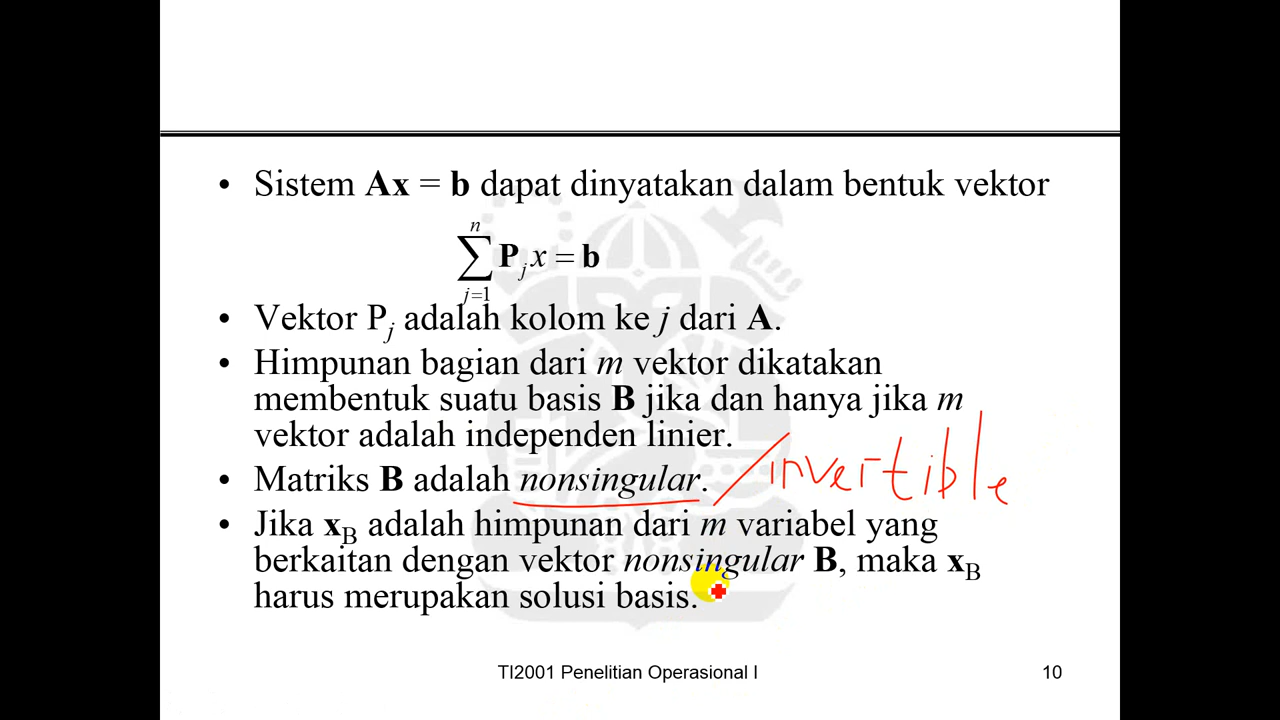 • Sistem Ax = b dapat dinyatakan dalam bentuk vektor
n
∑ Pj x = b
j=1
• Vektor Pj adalah kolom ke j dari A.
• Himpunan bagian dari m vektor dikatakan
membentuk suatu basis B jika dan hanya jika m
vektor adalah independen linier.
• Matriks B adalah nonsingular. / invertible
• Jika xB adalah himpunan dari m variabel yang
berkaitan dengan vektor nonsingular B, maka xB
harus merupakan solusi basis.
TI2001 Penelitian Operasional I 10